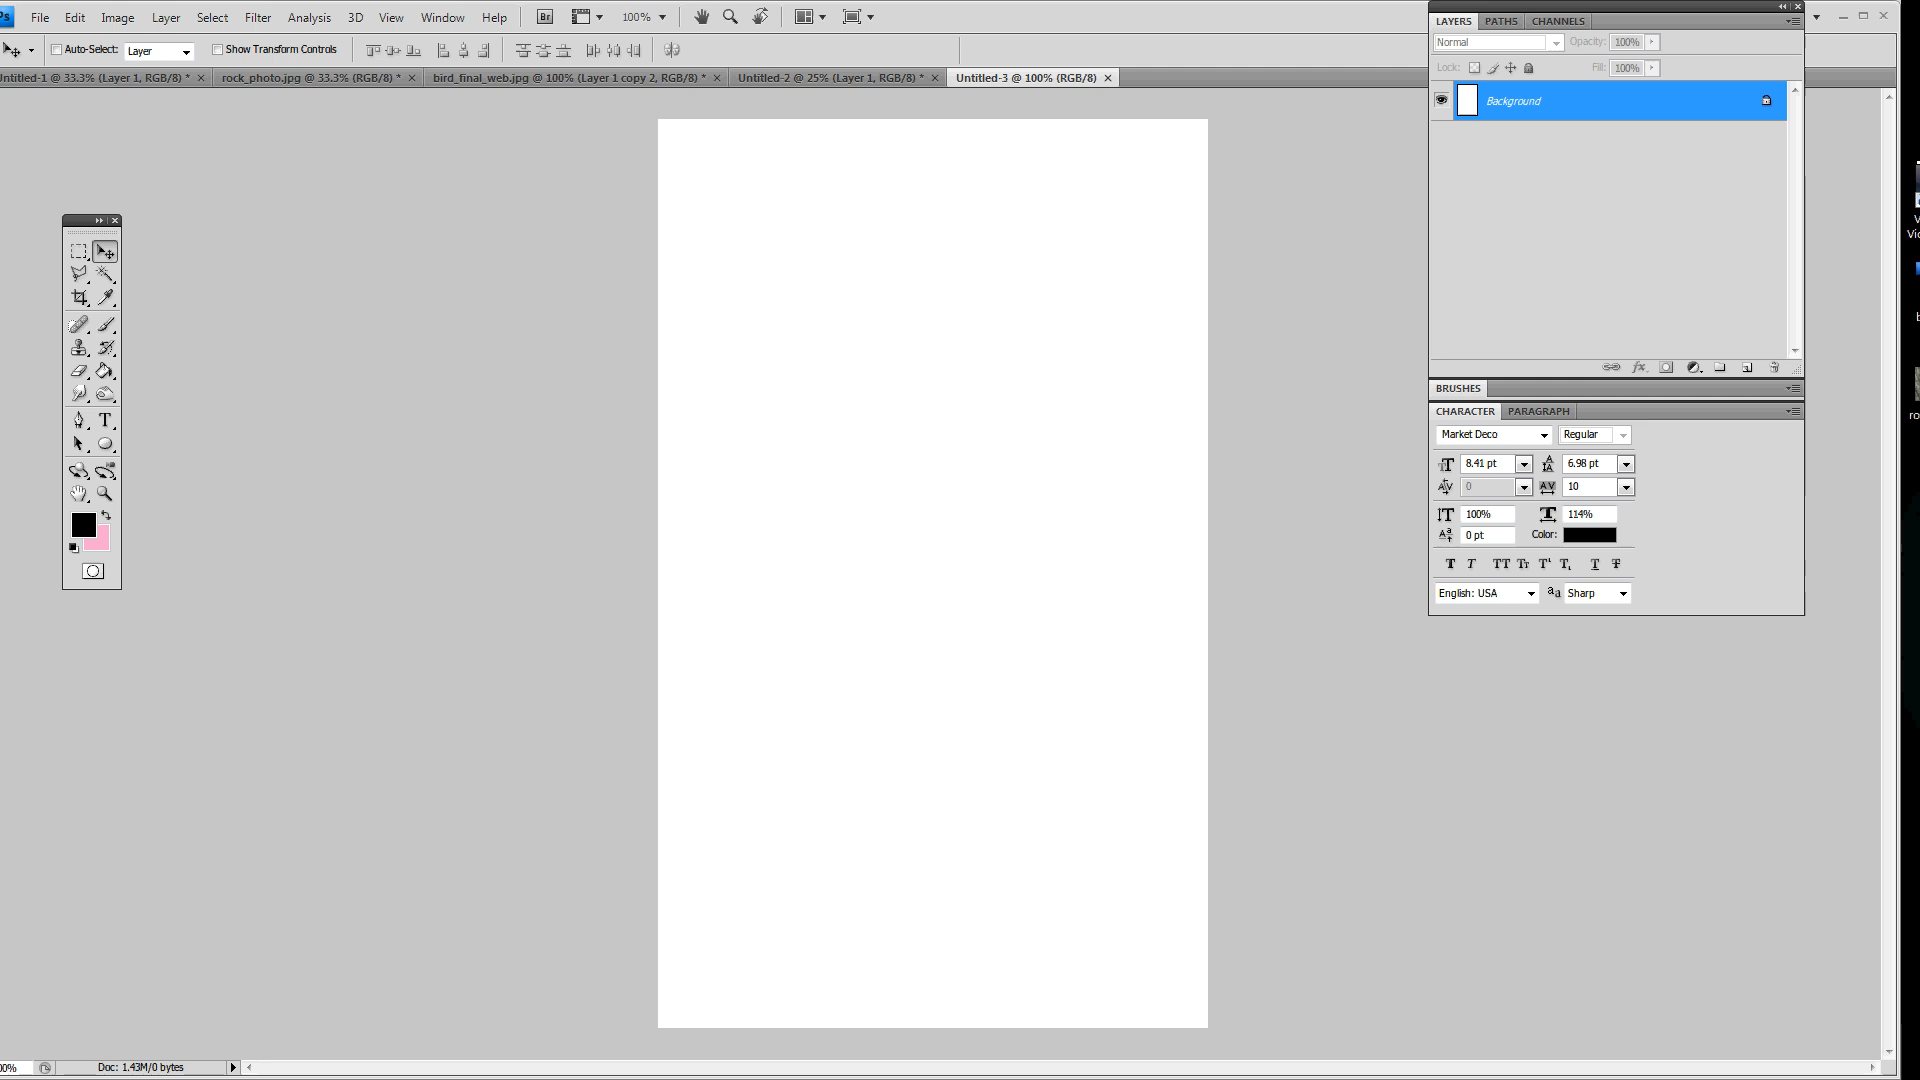 File Edit Image Layer Select Filter Analysis 3D View Window Help Br 100%
Auto-Select: Layer Show Transform Controls
Untitled-1 @ 33.3% (Layer 1, RGB/8) * rock_photo.jpg @ 33.3% (RGB/8) * bird_final_web.jpg @ 100% (Layer 1 copy 2, RGB/8) * Untitled-2 @ 25% (Layer 1, RGB/8) * Untitled-3 @ 100% (RGB/8)
LAYERS PATHS CHANNELS
Normal Opacity: 100%
Lock: Fill: 100%
Background
BRUSHES
CHARACTER PARAGRAPH
Market Deco Regular
8.41 pt 6.98 pt
0 10
100% 114%
0 pt Color:
English: USA Sharp
Doc: 1.43M/0 bytes